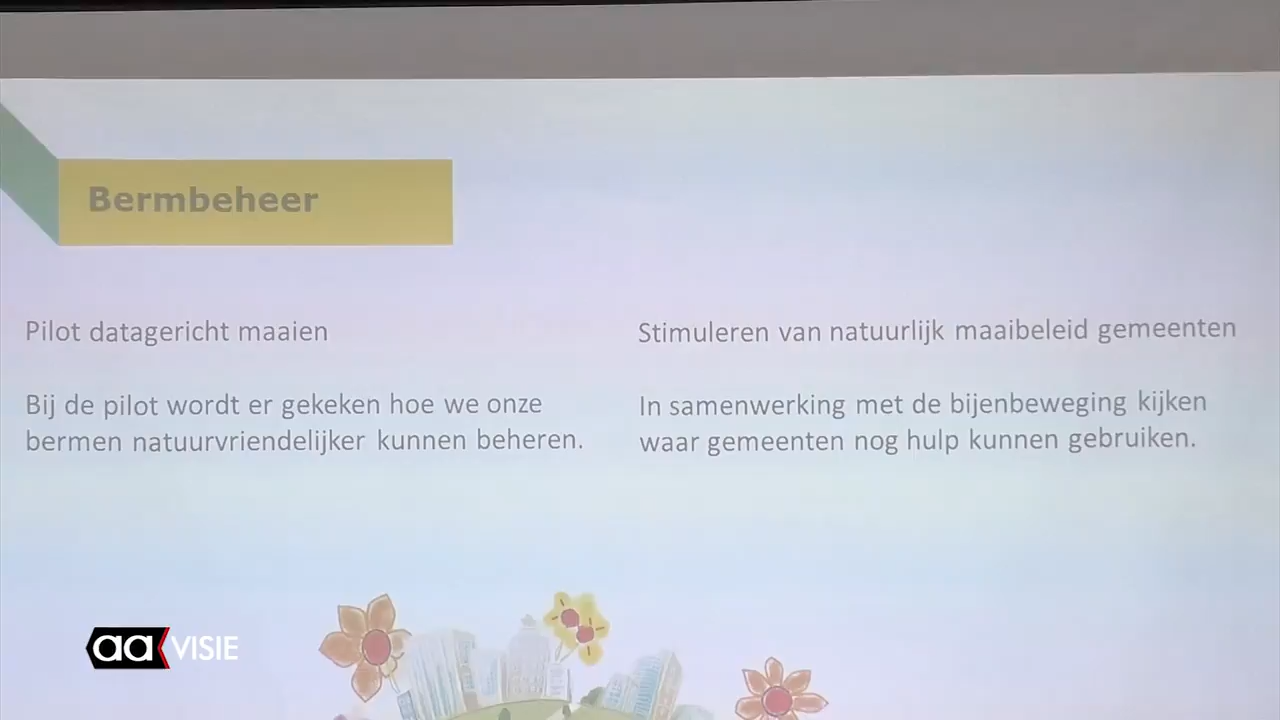 Bermbeheer
Pilot datagericht maaien
Bij de pilot wordt er gekeken hoe we onze
bermen natuurvriendelijker kunnen beheren.
Stimuleren van natuurlijk maaibeleid gemeenten
In samenwerking met de bijenbeweging kijken
waar gemeenten nog hulp kunnen gebruiken.
aa VISIE